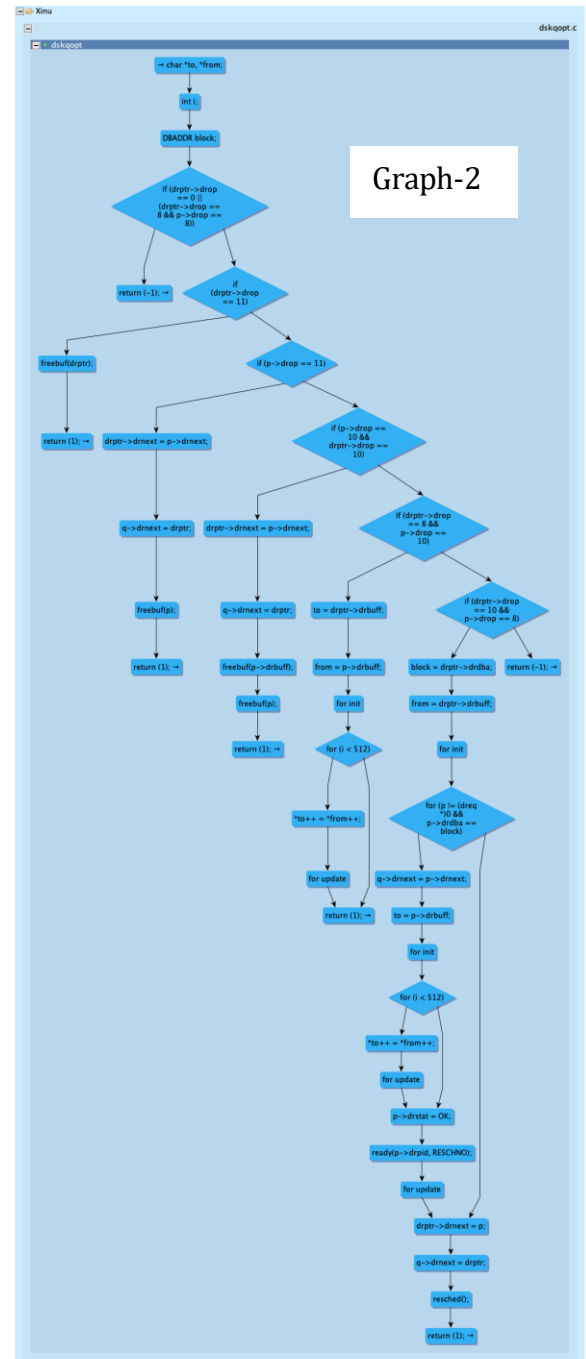 Xinu
dskqopt.c
dskqopt
→ char *to, *from;
int i;
DBADDR block;
Graph-2
if (drptr->drop
== 0 ||
(drptr->drop ==
8 && p->drop ==
8))
return (-1); →
if
(drptr->drop
== 11)
freebuf(drptr);
if (p->drop == 11)
return (1); →
drptr->drnext = p->drnext;
if (p->drop ==
10 &&
drptr->drop ==
10)
q->drnext = drptr;
drptr->drnext = p->drnext;
if (drptr->drop
== 8 &&
p->drop ==
10)
freebuf(p);
q->drnext = drptr;
to = drptr->drbuff;
if (drptr->drop
== 10 &&
p->drop == 8)
return (1); →
freebuf(p->drbuff);
from = p->drbuff;
block = drptr->drdba;
return (-1); →
freebuf(p);
for init
from = drptr->drbuff;
return (1); →
for (i < 512)
for init
*to++ = *from++;
for (p != (dreq
*)0 &&
p->drdba ==
block)
for update
q->drnext = p->drnext;
return (1); →
to = p->drbuff;
for init
for (i < 512)
*to++ = *from++;
for update
p->drstat = OK;
ready(p->drpid, RESCHNO);
for update
drptr->drnext = p;
q->drnext = drptr;
resched();
return (1); →